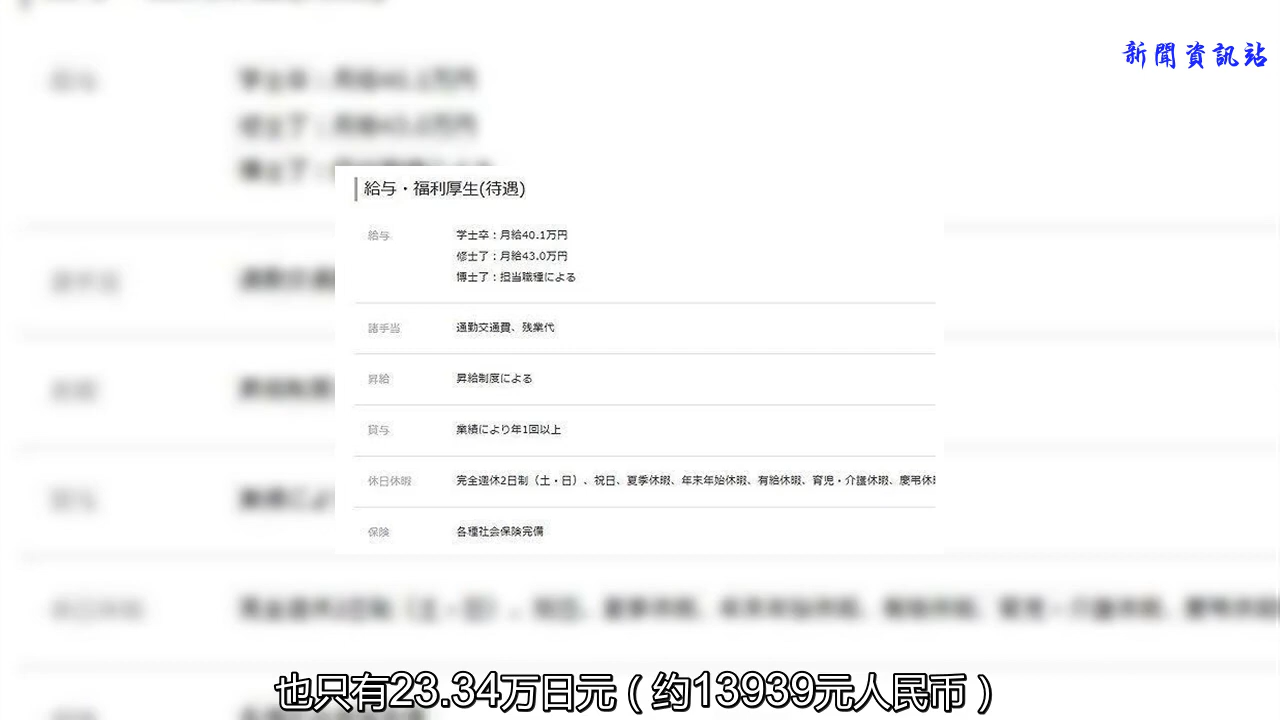 新聞資訊站
給与・福利厚生(待遇)
給与 学士卒：月給40.1万円
修士了：月給43.0万円
博士了：担当職種による
諸手当 通勤交通費、残業代
昇給 昇給制度による
賞与 業績により年1回以上
休日休暇 完全週休2日制（土・日）、祝日、夏季休暇、年末年始休暇、有給休暇、育児・介護休暇、慶弔休
保険 各種社会保険完備
也只有23.34万日元（约13939元人民币）